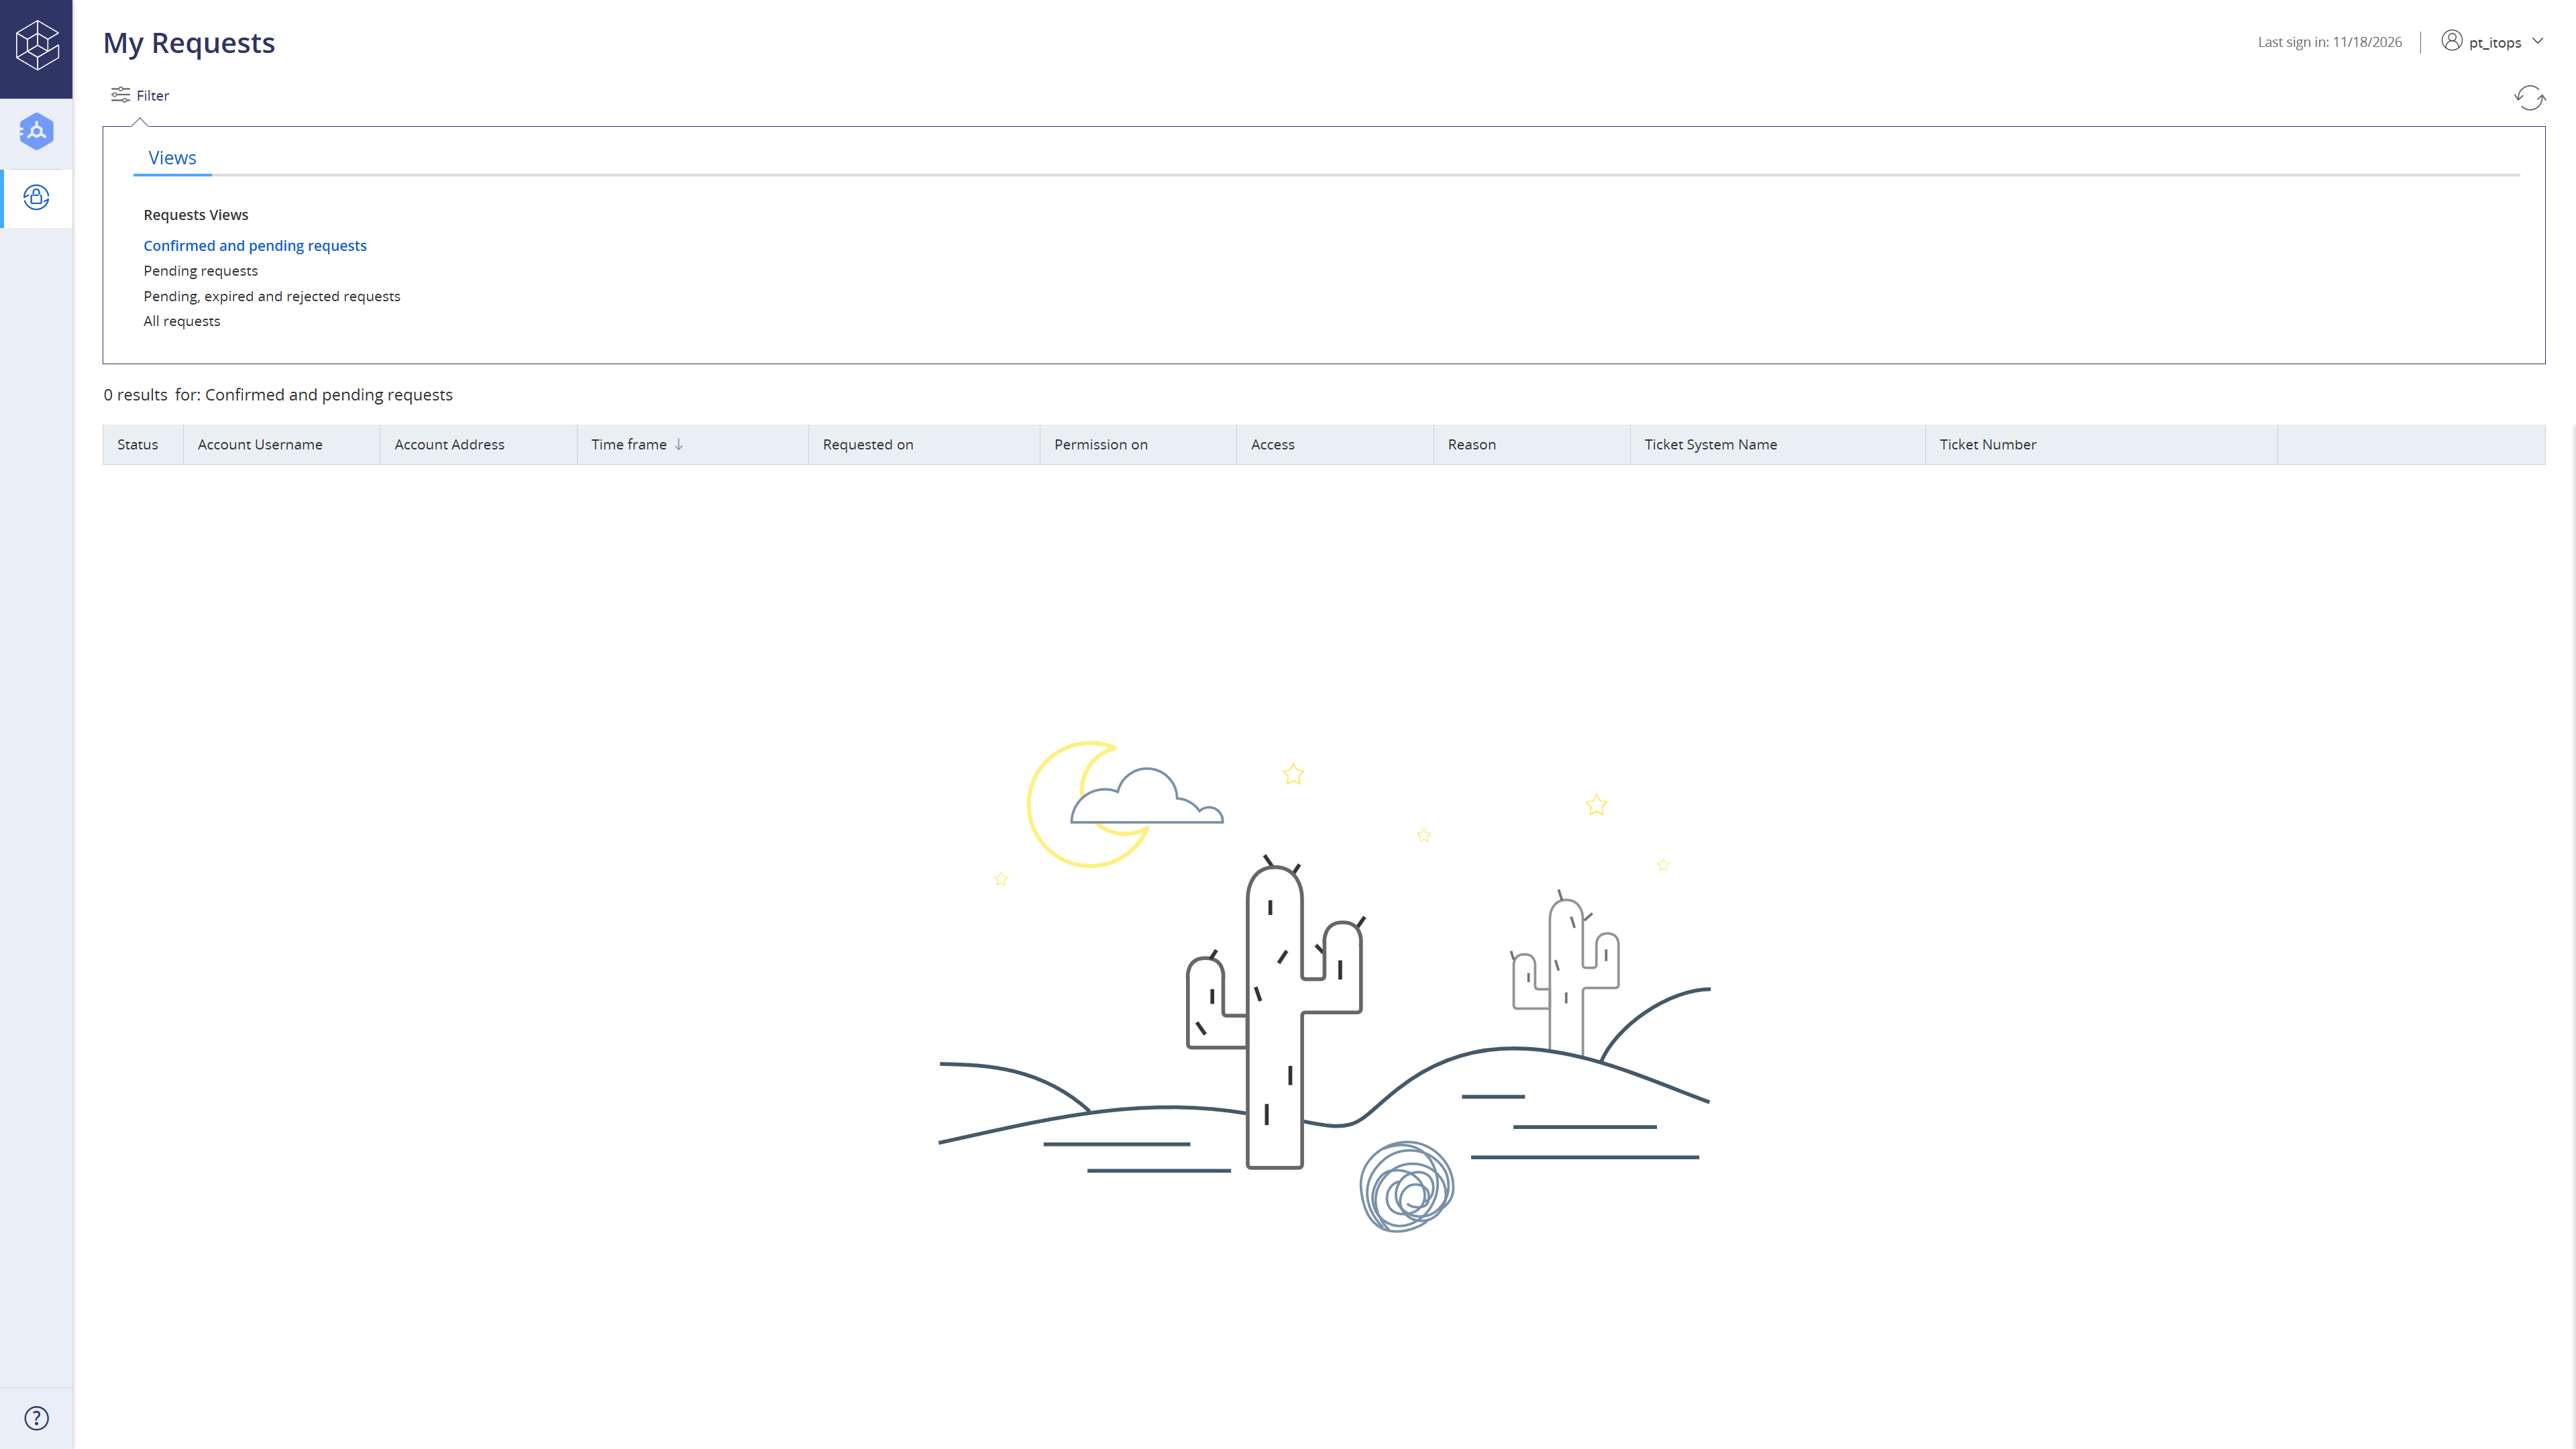 My Requests
Last sign in: 11/18/2026
pt_itops
Filter
Views
Requests Views
Confirmed and pending requests
Pending requests
Pending, expired and rejected requests
All requests
0 results for: Confirmed and pending requests
Status Account Username Account Address Time frame Requested on Permission on Access Reason Ticket System Name Ticket Number
?